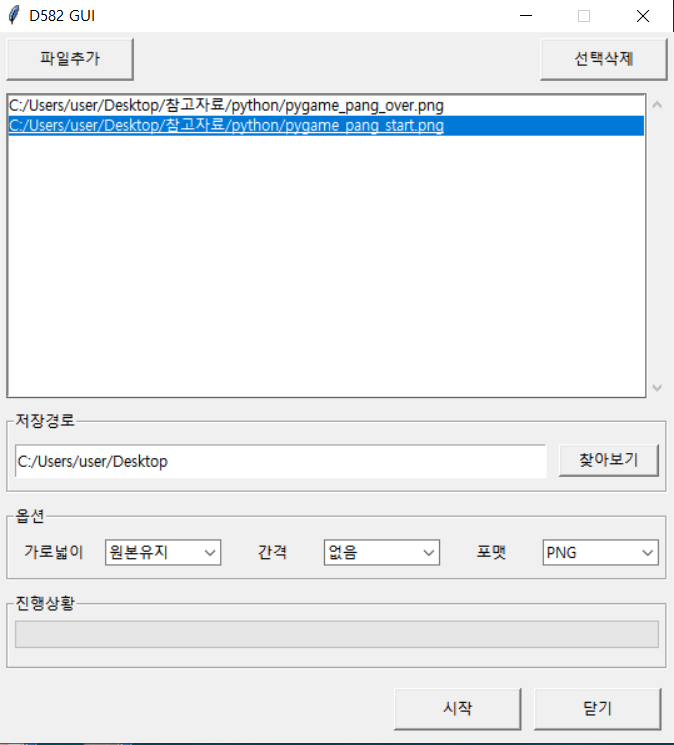 D582 GUI
파일추가
선택삭제
C:/Users/user/Desktop/참고자료/python/pygame_pang_over.png
C:/Users/user/Desktop/참고자료/python/pygame_pang_start.png
저장경로
C:/Users/user/Desktop
찾아보기
옵션
가로넓이 원본유지 간격 없음 포맷 PNG
진행상황
시작 닫기